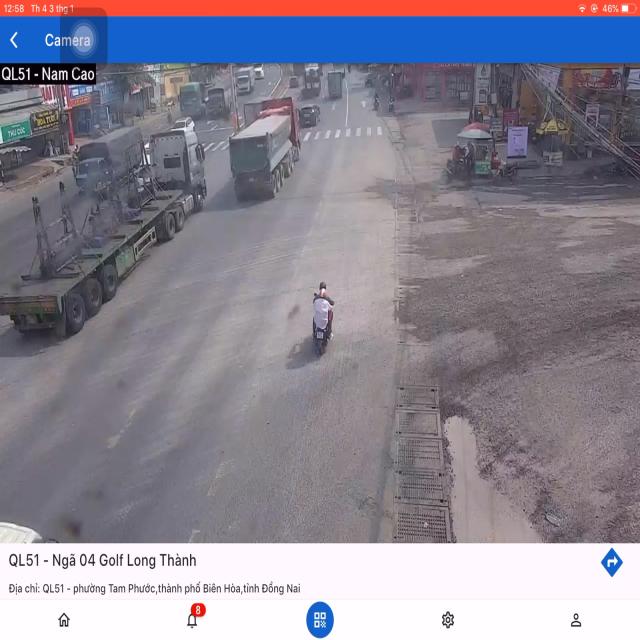 12:58 Th 4 3 thg 1
46%
Camera
QL51 - Nam Cao
THU CÚC
QL51 - Ngã 04 Golf Long Thành
Địa chỉ: QL51 - phường Tam Phước,thành phố Biên Hòa,tỉnh Đồng Nai
8